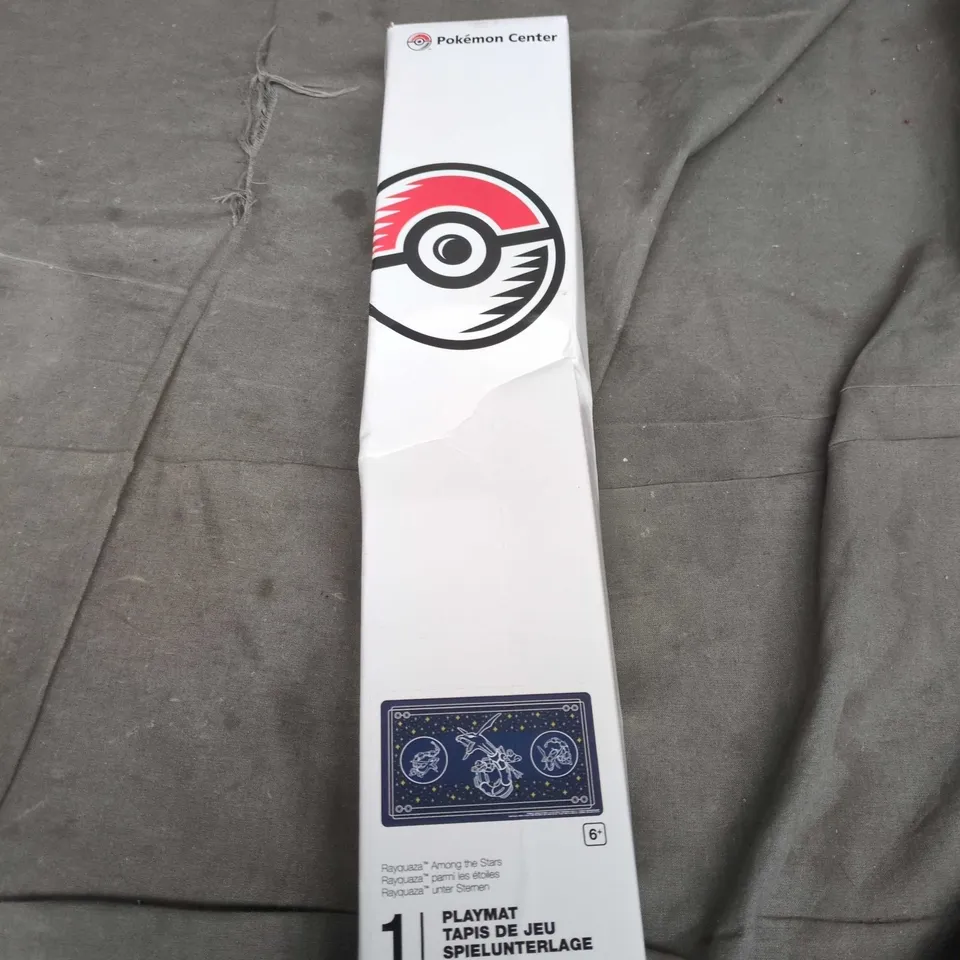 Pokémon Center
6+
Rayquaza™ Among the Stars
Rayquaza™ parmi les étoiles
Rayquaza™ unter Sternen
1
PLAYMAT
TAPIS DE JEU
SPIELUNTERLAGE